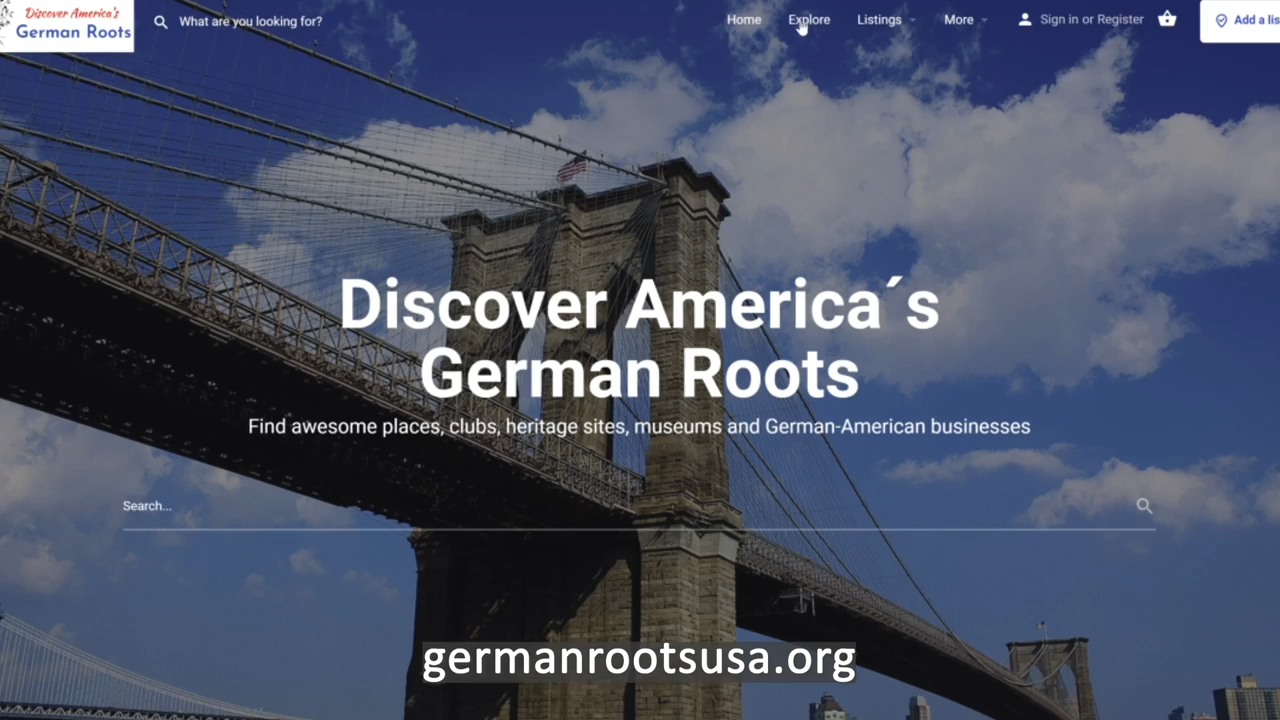 Discover America's
German Roots
What are you looking for?
Home
Explore
Listings
More
Sign in or Register
Add a lis
Discover America´s
German Roots
Find awesome places, clubs, heritage sites, museums and German-American businesses
Search...
germanrootsusa.org